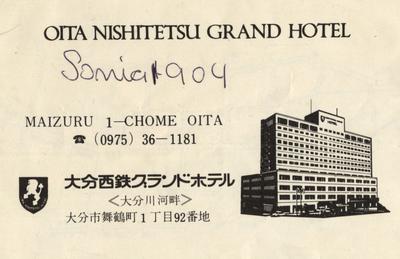 OITA NISHITETSU GRAND HOTEL
Sonia 904
MAIZURU 1—CHOME OITA
☎ (0975) 36—1181
大分西鉄グランドホテル
＜大分川河畔＞
大分市舞鶴町1丁目92番地